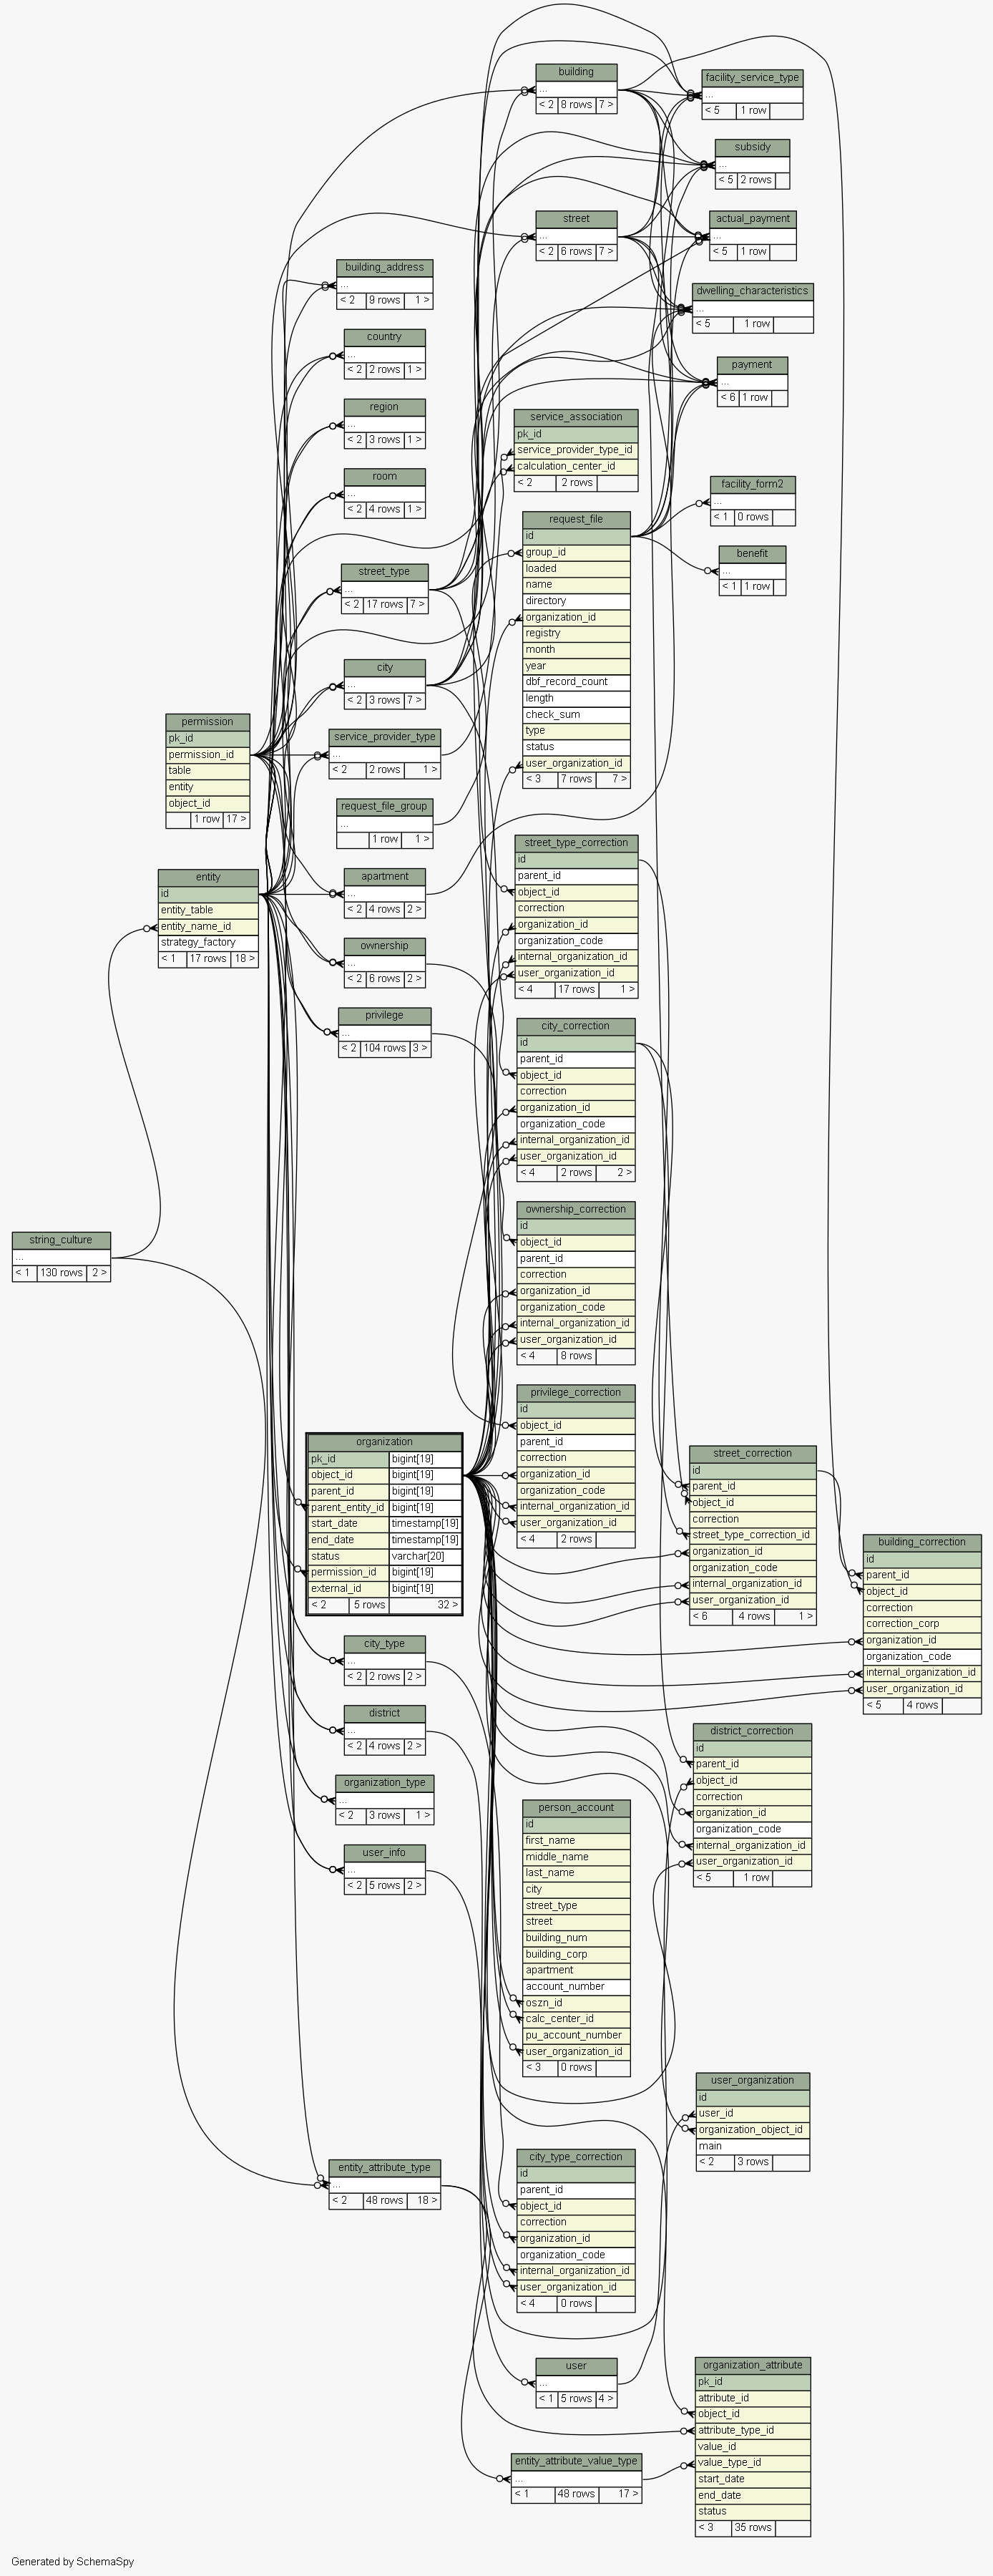 building
...
< 2 8 rows 7 >
facility_service_type
...
< 5 1 row
subsidy
...
< 5 2 rows
street
...
< 2 6 rows 7 >
actual_payment
...
< 5 1 row
building_address
...
< 2 9 rows 1 >
dwelling_characteristics
...
< 5 1 row
country
...
< 2 2 rows 1 >
payment
...
< 6 1 row
region
...
< 2 3 rows 1 >
service_association
pk_id
service_provider_type_id
calculation_center_id
< 2 2 rows
room
...
< 2 4 rows 1 >
facility_form2
...
< 1 0 rows
request_file
id
group_id
loaded
name
directory
organization_id
registry
month
year
dbf_record_count
length
check_sum
type
status
user_organization_id
< 3 7 rows 7 >
benefit
...
< 1 1 row
street_type
...
< 2 17 rows 7 >
city
...
< 2 3 rows 7 >
permission
pk_id
permission_id
table
entity
object_id
1 row 17 >
service_provider_type
...
< 2 2 rows 1 >
request_file_group
...
1 row 1 >
street_type_correction
id
parent_id
object_id
correction
organization_id
organization_code
internal_organization_id
user_organization_id
< 4 17 rows 1 >
entity
id
entity_table
entity_name_id
strategy_factory
< 1 17 rows 18 >
apartment
...
< 2 4 rows 2 >
ownership
...
< 2 6 rows 2 >
privilege
...
< 2 104 rows 3 >
city_correction
id
parent_id
object_id
correction
organization_id
organization_code
internal_organization_id
user_organization_id
< 4 2 rows 2 >
string_culture
...
< 1 130 rows 2 >
ownership_correction
id
object_id
parent_id
correction
organization_id
organization_code
internal_organization_id
user_organization_id
< 4 8 rows
privilege_correction
id
object_id
parent_id
correction
organization_id
organization_code
internal_organization_id
user_organization_id
< 4 2 rows
organization
pk_id bigint[19]
object_id bigint[19]
parent_id bigint[19]
parent_entity_id bigint[19]
start_date timestamp[19]
end_date timestamp[19]
status varchar[20]
permission_id bigint[19]
external_id bigint[19]
< 2 5 rows 32 >
street_correction
id
parent_id
object_id
correction
street_type_correction_id
organization_id
organization_code
internal_organization_id
user_organization_id
< 6 4 rows 1 >
building_correction
id
parent_id
object_id
correction
correction_corp
organization_id
organization_code
internal_organization_id
user_organization_id
< 5 4 rows
city_type
...
< 2 2 rows 2 >
district
...
< 2 4 rows 2 >
district_correction
id
parent_id
object_id
correction
organization_id
organization_code
internal_organization_id
user_organization_id
< 5 1 row
organization_type
...
< 2 3 rows 1 >
person_account
id
first_name
middle_name
last_name
city
street_type
street
building_num
building_corp
apartment
account_number
oszn_id
calc_center_id
pu_account_number
user_organization_id
< 3 0 rows
user_info
...
< 2 5 rows 2 >
user_organization
id
user_id
organization_object_id
main
< 2 3 rows
entity_attribute_type
...
< 2 48 rows 18 >
city_type_correction
id
parent_id
object_id
correction
organization_id
organization_code
internal_organization_id
user_organization_id
< 4 0 rows
user
...
< 1 5 rows 4 >
organization_attribute
pk_id
attribute_id
object_id
attribute_type_id
value_id
value_type_id
start_date
end_date
status
< 3 35 rows
entity_attribute_value_type
...
< 1 48 rows 17 >
Generated by SchemaSpy